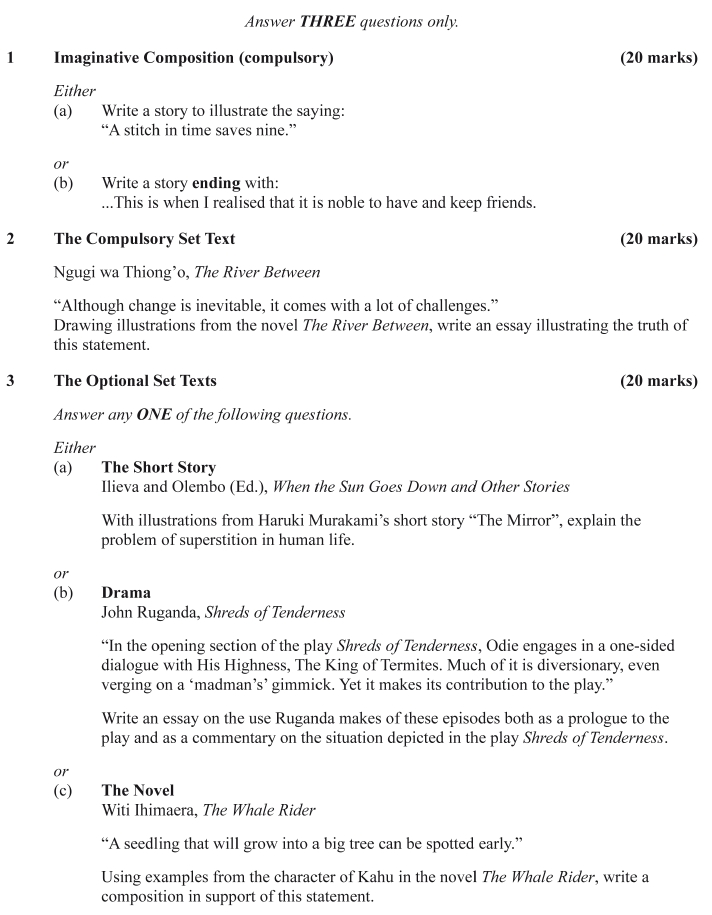 Answer THREE questions only.
1 Imaginative Composition (compulsory) (20 marks)
Either
(a) Write a story to illustrate the saying:
“A stitch in time saves nine.”
or
(b) Write a story ending with:
...This is when I realised that it is noble to have and keep friends.
2 The Compulsory Set Text (20 marks)
Ngugi wa Thiong’o, The River Between
“Although change is inevitable, it comes with a lot of challenges.”
Drawing illustrations from the novel The River Between, write an essay illustrating the truth of
this statement.
3 The Optional Set Texts (20 marks)
Answer any ONE of the following questions.
Either
(a) The Short Story
Ilieva and Olembo (Ed.), When the Sun Goes Down and Other Stories
With illustrations from Haruki Murakami’s short story “The Mirror”, explain the
problem of superstition in human life.
or
(b) Drama
John Ruganda, Shreds of Tenderness
“In the opening section of the play Shreds of Tenderness, Odie engages in a one-sided
dialogue with His Highness, The King of Termites. Much of it is diversionary, even
verging on a ‘madman’s’ gimmick. Yet it makes its contribution to the play.”
Write an essay on the use Ruganda makes of these episodes both as a prologue to the
play and as a commentary on the situation depicted in the play Shreds of Tenderness.
or
(c) The Novel
Witi Ihimaera, The Whale Rider
“A seedling that will grow into a big tree can be spotted early.”
Using examples from the character of Kahu in the novel The Whale Rider, write a
composition in support of this statement.